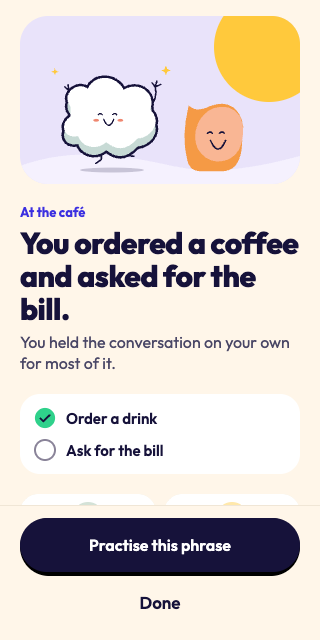 At the café
You ordered a coffee
and asked for the
bill.
You held the conversation on your own
for most of it.
Order a drink
Ask for the bill
Practise this phrase
Done